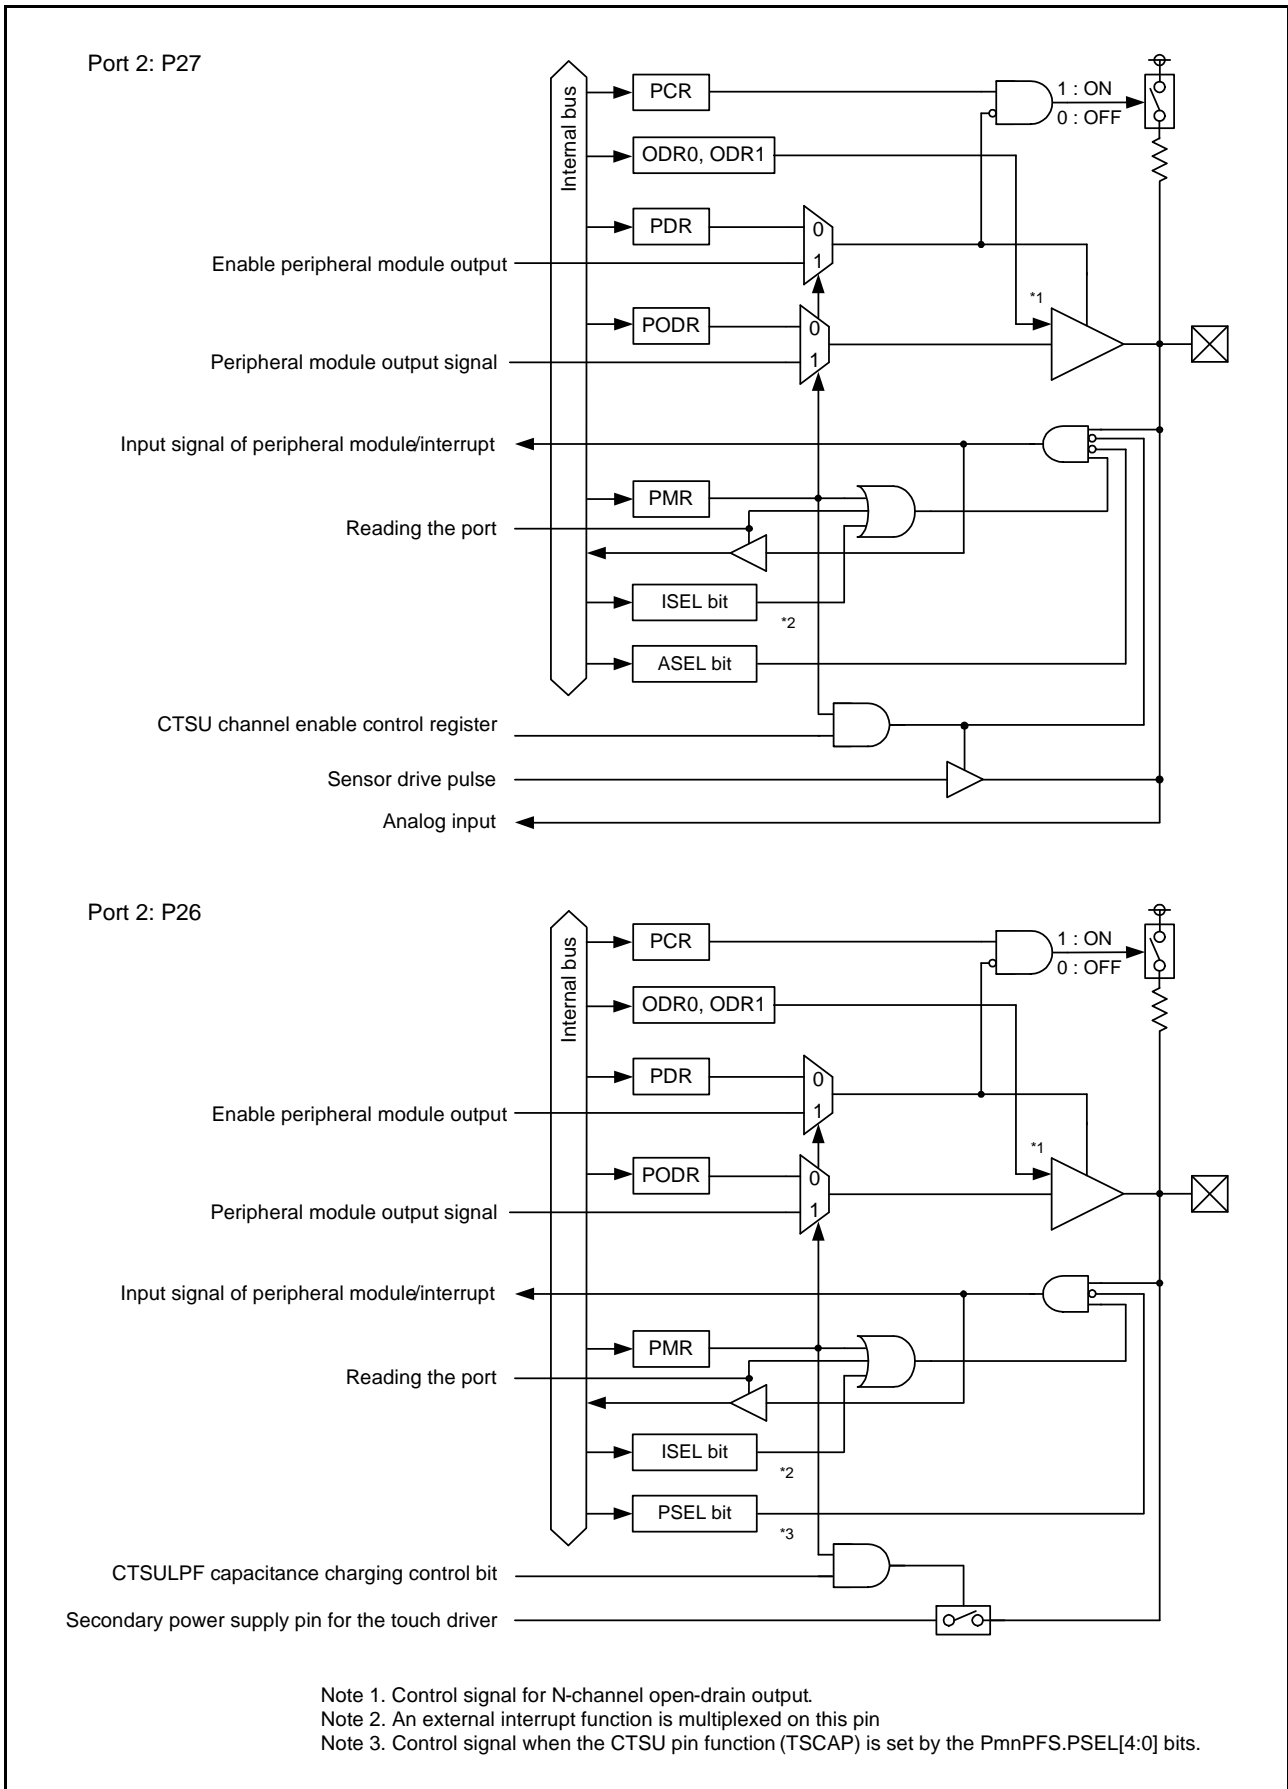 Port 2: P27
Internal bus
PCR
1 : ON
0 : OFF
ODR0, ODR1
PDR
0
Enable peripheral module output
1
*1
PODR
0
Peripheral module output signal
1
Input signal of peripheral module/interrupt
PMR
Reading the port
ISEL bit
*2
ASEL bit
CTSU channel enable control register
Sensor drive pulse
Analog input
Port 2: P26
Internal bus
PCR
1 : ON
0 : OFF
ODR0, ODR1
PDR
0
Enable peripheral module output
1
*1
PODR
0
Peripheral module output signal
1
Input signal of peripheral module/interrupt
PMR
Reading the port
ISEL bit
*2
PSEL bit
*3
CTSULPF capacitance charging control bit
Secondary power supply pin for the touch driver
Note 1. Control signal for N-channel open-drain output.
Note 2. An external interrupt function is multiplexed on this pin
Note 3. Control signal when the CTSU pin function (TSCAP) is set by the PmnPFS.PSEL[4:0] bits.